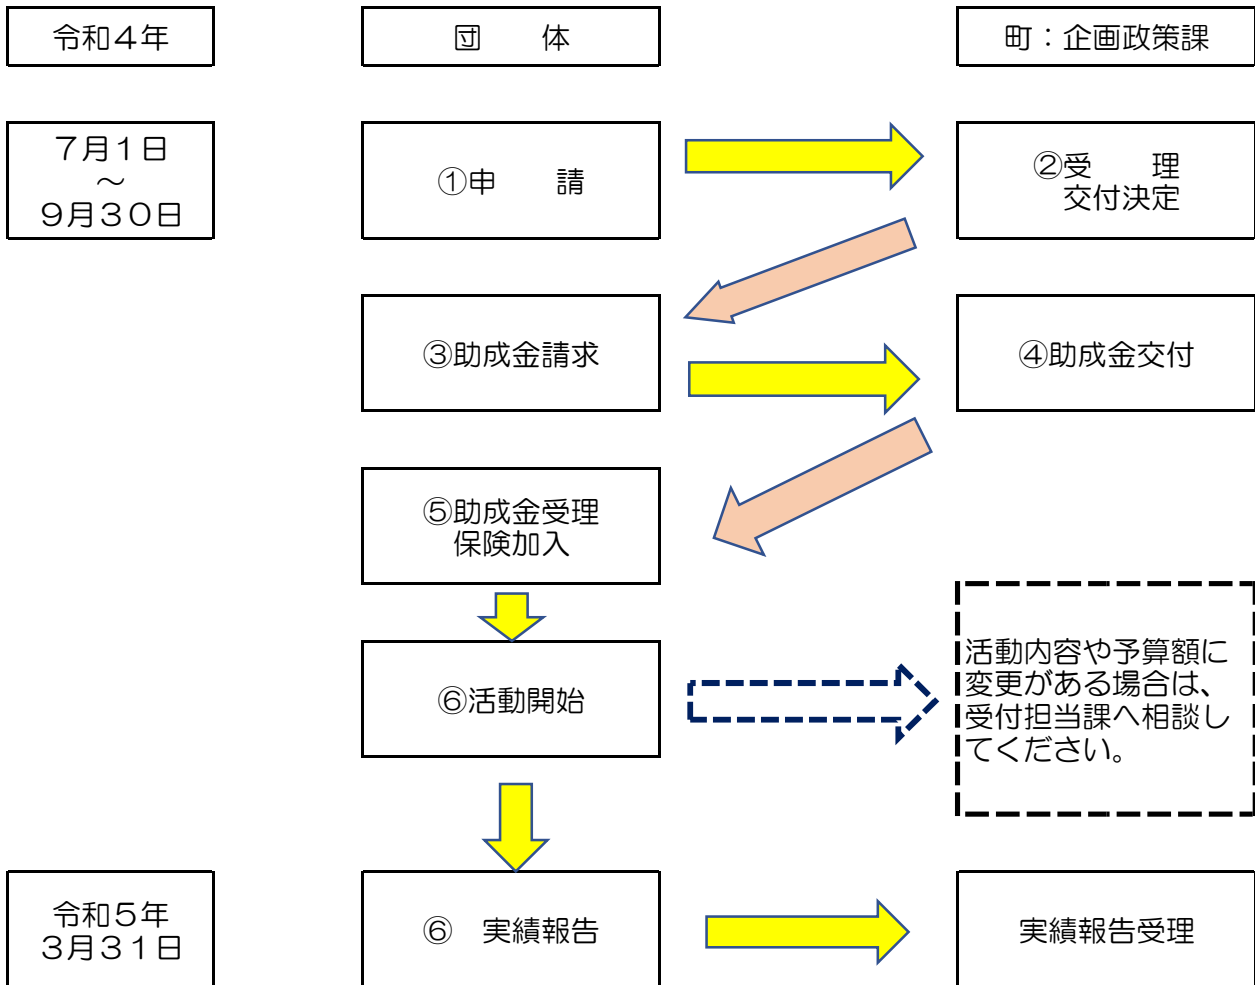 令和４年
団　　体
町：企画政策課
７月１日
～
９月３０日
①申　　請
②受　　理
交付決定
③助成金請求
④助成金交付
⑤助成金受理
保険加入
⑥活動開始
活動内容や予算額に
変更がある場合は、
受付担当課へ相談し
てください。
令和５年
３月３１日
⑥　実績報告
実績報告受理